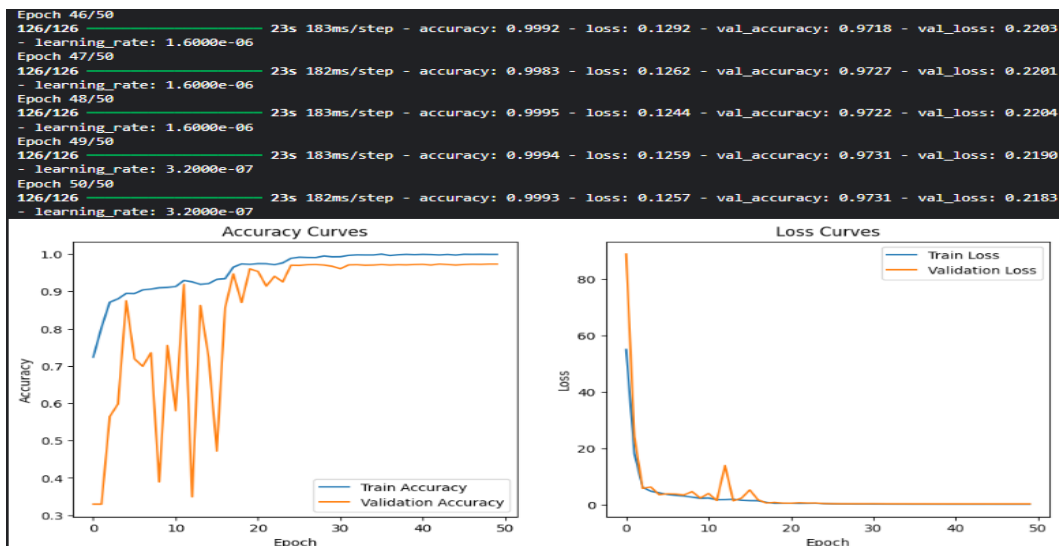 Epoch 46/50
126/126 ━━━━━━━━━━ 23s 183ms/step - accuracy: 0.9992 - loss: 0.1292 - val_accuracy: 0.9718 - val_loss: 0.2203
- learning_rate: 1.6000e-06
Epoch 47/50
126/126 ━━━━━━━━━━ 23s 182ms/step - accuracy: 0.9983 - loss: 0.1262 - val_accuracy: 0.9727 - val_loss: 0.2201
- learning_rate: 1.6000e-06
Epoch 48/50
126/126 ━━━━━━━━━━ 23s 183ms/step - accuracy: 0.9995 - loss: 0.1244 - val_accuracy: 0.9722 - val_loss: 0.2204
- learning_rate: 1.6000e-06
Epoch 49/50
126/126 ━━━━━━━━━━ 23s 183ms/step - accuracy: 0.9994 - loss: 0.1259 - val_accuracy: 0.9731 - val_loss: 0.2190
- learning_rate: 3.2000e-07
Epoch 50/50
126/126 ━━━━━━━━━━ 23s 182ms/step - accuracy: 0.9993 - loss: 0.1257 - val_accuracy: 0.9731 - val_loss: 0.2183
- learning_rate: 3.2000e-07
Accuracy Curves
1.0
0.9
0.8
0.7
0.6
0.5
0.4
0.3
Accuracy
Train Accuracy
Validation Accuracy
0 10 20 30 40 50
Epoch
Loss Curves
Train Loss
Validation Loss
80
60
40
20
0
Loss
0 10 20 30 40 50
Epoch